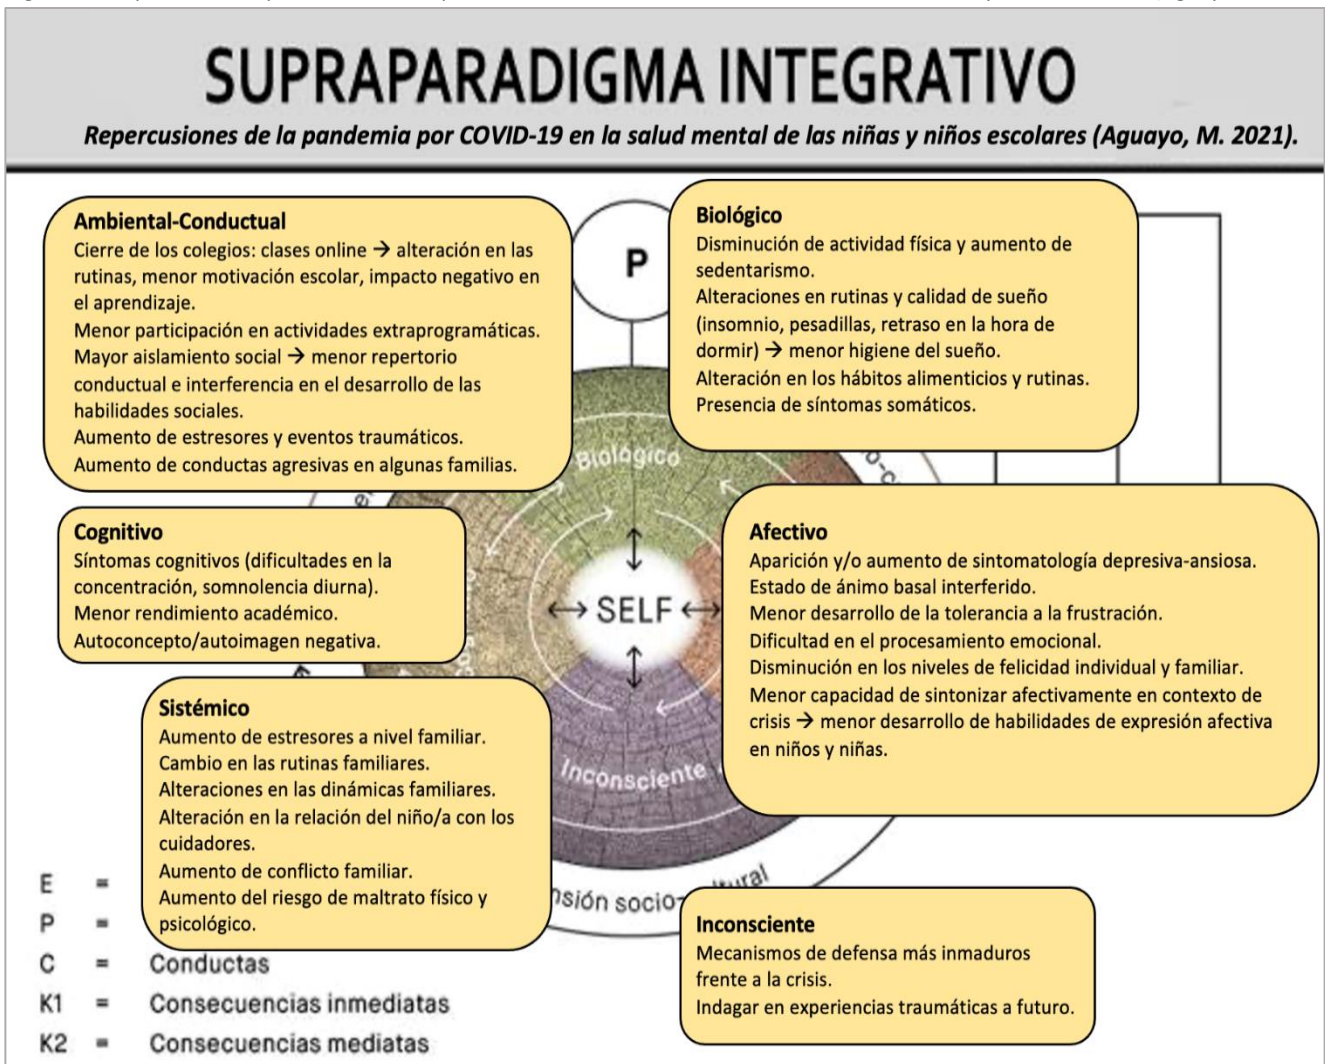 SUPRAPARADIGMA INTEGRATIVO
Repercusiones de la pandemia por COVID-19 en la salud mental de las niñas y niños escolares (Aguayo, M. 2021).
Ambiental-Conductual
Cierre de los colegios: clases online → alteración en las
rutinas, menor motivación escolar, impacto negativo en
el aprendizaje.
Menor participación en actividades extraprogramáticas.
Mayor aislamiento social → menor repertorio
conductual e interferencia en el desarrollo de las
habilidades sociales.
Aumento de estresores y eventos traumáticos.
Aumento de conductas agresivas en algunas familias.
P
Biológico
Disminución de actividad física y aumento de
sedentarismo.
Alteraciones en rutinas y calidad de sueño
(insomnio, pesadillas, retraso en la hora de
dormir) → menor higiene del sueño.
Alteración en los hábitos alimenticios y rutinas.
Presencia de síntomas somáticos.
Biológico
Cognitivo
Síntomas cognitivos (dificultades en la
concentración, somnolencia diurna).
Menor rendimiento académico.
Autoconcepto/autoimagen negativa.
SELF
Afectivo
Aparición y/o aumento de sintomatología depresiva-ansiosa.
Estado de ánimo basal interferido.
Menor desarrollo de la tolerancia a la frustración.
Dificultad en el procesamiento emocional.
Disminución en los niveles de felicidad individual y familiar.
Menor capacidad de sintonizar afectivamente en contexto de
crisis → menor desarrollo de habilidades de expresión afectiva
en niños y niñas.
Sistémico
Aumento de estresores a nivel familiar.
Cambio en las rutinas familiares.
Alteraciones en las dinámicas familiares.
Alteración en la relación del niño/a con los
cuidadores.
Aumento de conflicto familiar.
Aumento del riesgo de maltrato físico y
psicológico.
Inconsciente
nsión socio-
ural
Inconsciente
Mecanismos de defensa más inmaduros
frente a la crisis.
Indagar en experiencias traumáticas a futuro.
E =
P =
C = Conductas
K1 = Consecuencias inmediatas
K2 = Consecuencias mediatas